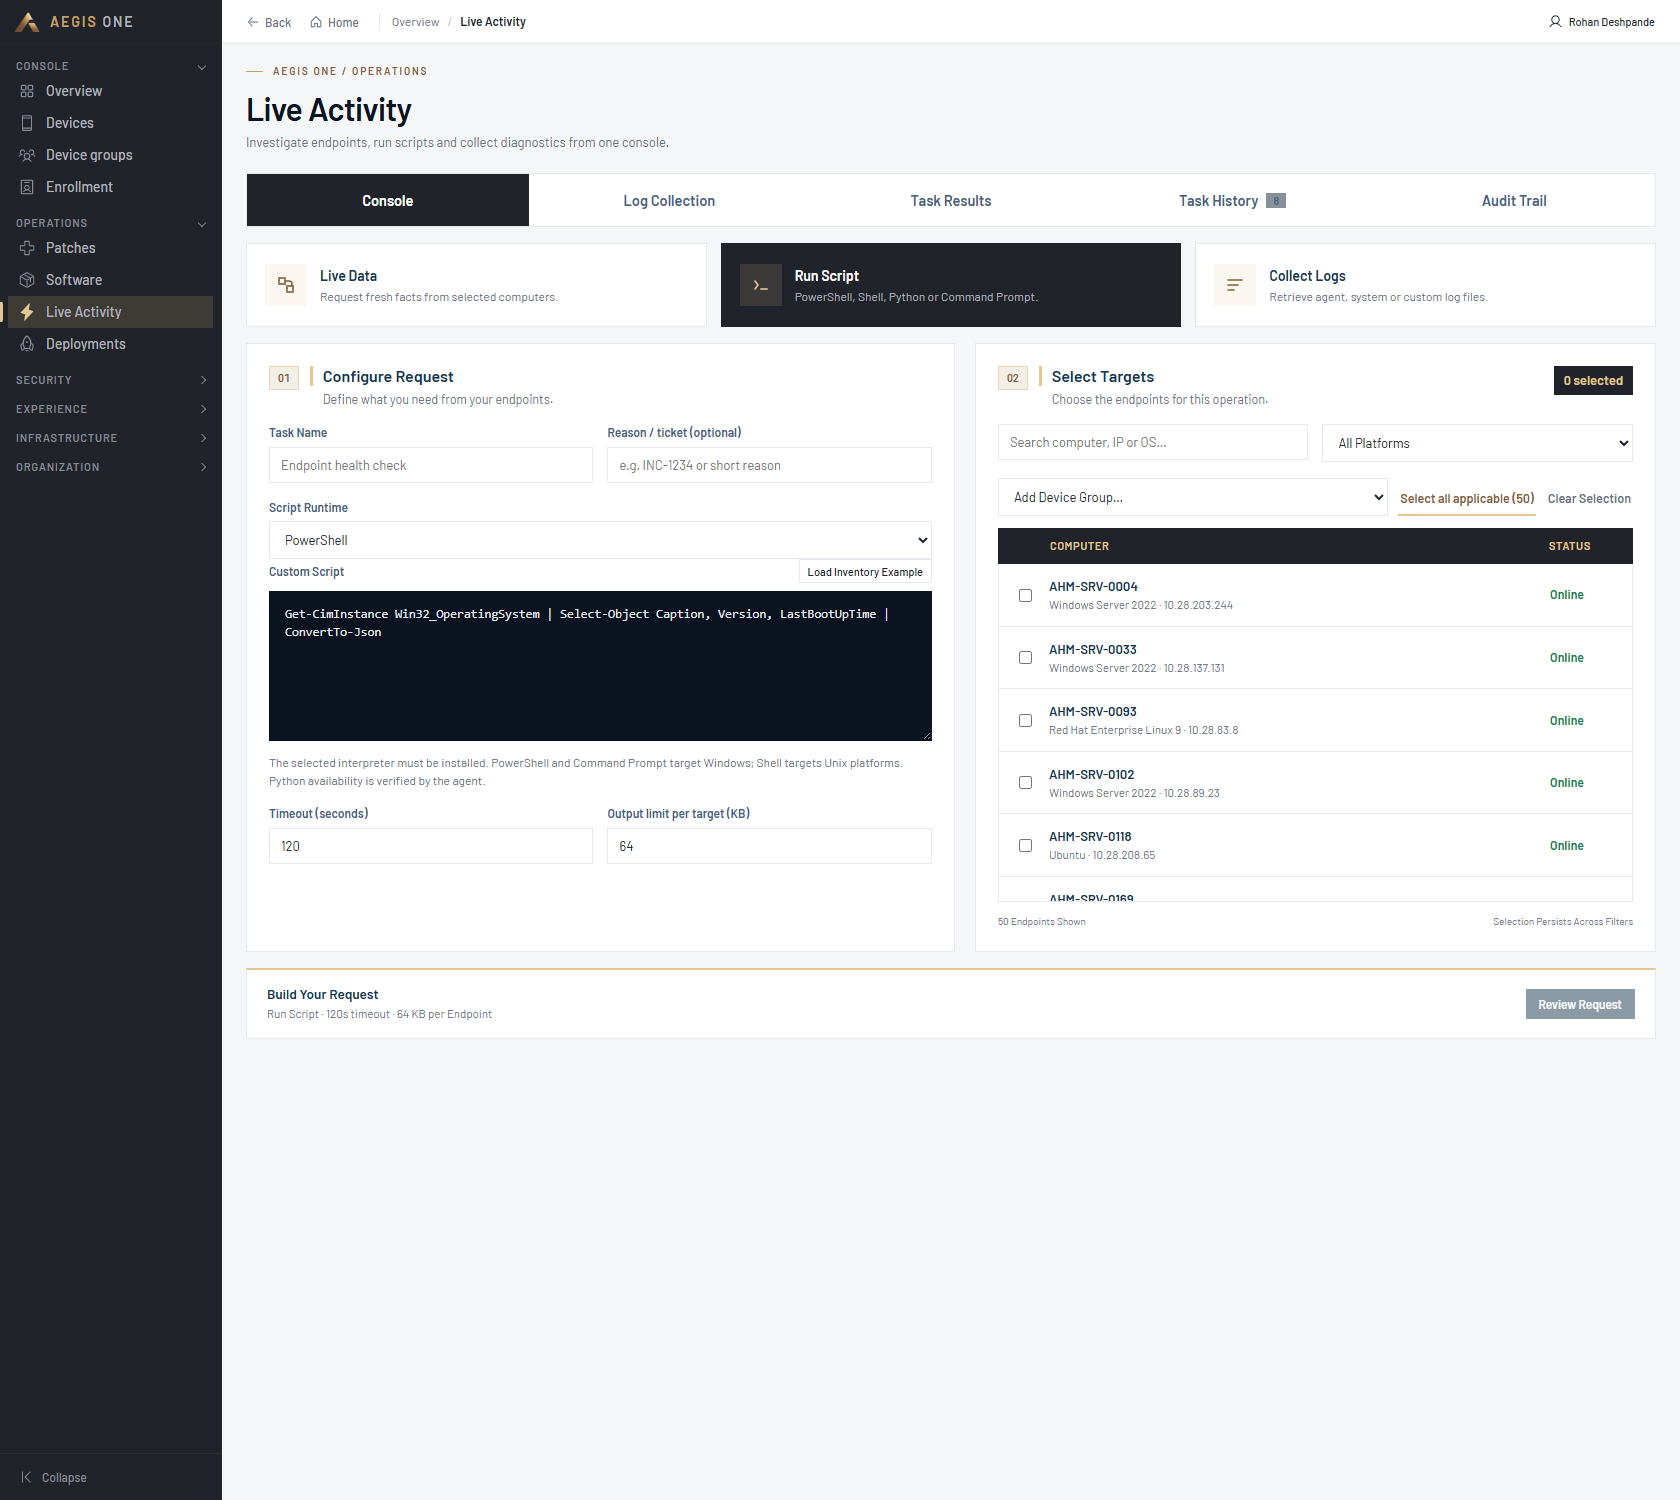 AEGIS ONE
Back
Home
Overview / Live Activity
Rohan Deshpande
CONSOLE
Overview
Devices
Device groups
Enrollment
OPERATIONS
Patches
Software
Live Activity
Deployments
SECURITY
EXPERIENCE
INFRASTRUCTURE
ORGANIZATION
Collapse
AEGIS ONE / OPERATIONS
Live Activity
Investigate endpoints, run scripts and collect diagnostics from one console.
Console
Log Collection
Task Results
Task History 8
Audit Trail
Live Data
Request fresh facts from selected computers.
Run Script
PowerShell, Shell, Python or Command Prompt.
Collect Logs
Retrieve agent, system or custom log files.
01
Configure Request
Define what you need from your endpoints.
Task Name
Endpoint health check
Reason / ticket (optional)
e.g. INC-1234 or short reason
Script Runtime
PowerShell
Custom Script
Load Inventory Example
Get-CimInstance Win32_OperatingSystem | Select-Object Caption, Version, LastBootUpTime |
ConvertTo-Json
The selected interpreter must be installed. PowerShell and Command Prompt target Windows; Shell targets Unix platforms.
Python availability is verified by the agent.
Timeout (seconds)
120
Output limit per target (KB)
64
02
Select Targets
Choose the endpoints for this operation.
0 selected
Search computer, IP or OS...
All Platforms
Add Device Group...
Select all applicable (50)
Clear Selection
COMPUTER
STATUS
AHM-SRV-0004
Windows Server 2022 · 10.28.203.244
Online
AHM-SRV-0033
Windows Server 2022 · 10.28.137.131
Online
AHM-SRV-0093
Red Hat Enterprise Linux 9 · 10.28.83.8
Online
AHM-SRV-0102
Windows Server 2022 · 10.28.89.23
Online
AHM-SRV-0118
Ubuntu · 10.28.208.65
Online
AHM-SRV-0169
50 Endpoints Shown
Selection Persists Across Filters
Build Your Request
Run Script · 120s timeout · 64 KB per Endpoint
Review Request